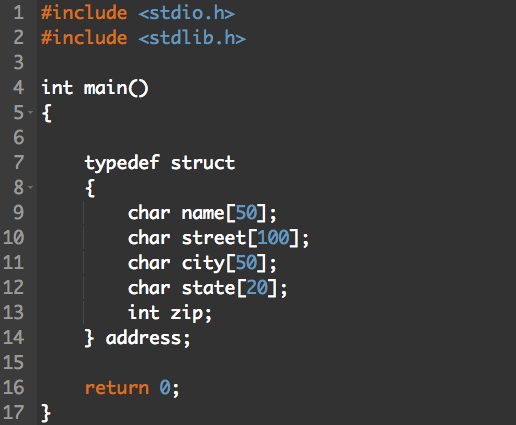 1 #include <stdio.h>
2 #include <stdlib.h>
3
4 int main()
5 {
6
7     typedef struct
8     {
9         char name[50];
10         char street[100];
11         char city[50];
12         char state[20];
13         int zip;
14     } address;
15
16     return 0;
17 }